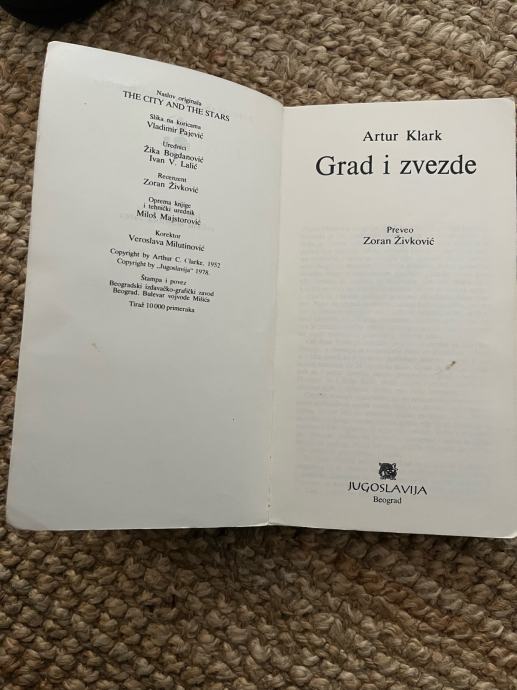 Naslov originala
THE CITY AND THE STARS
Slika na koricama
Vladimir Pajević
Urednici
Žika Bogdanović
Ivan V. Lalić
Recenzent
Zoran Živković
Oprema knjige
i tehnički urednik
Miloš Majstorović
Korektor
Veroslava Milutinović
Copyright by Arthur C. Clarke, 1952
Copyright by „Jugoslavija" 1978.
Štampa i povez
Beogradski izdavačko-grafički zavod
Beograd, Bulevar vojvode Mišića
Tiraž 10 000 primeraka
Artur Klark
Grad i zvezde
Preveo
Zoran Živković
JUGOSLAVIJA
Beograd